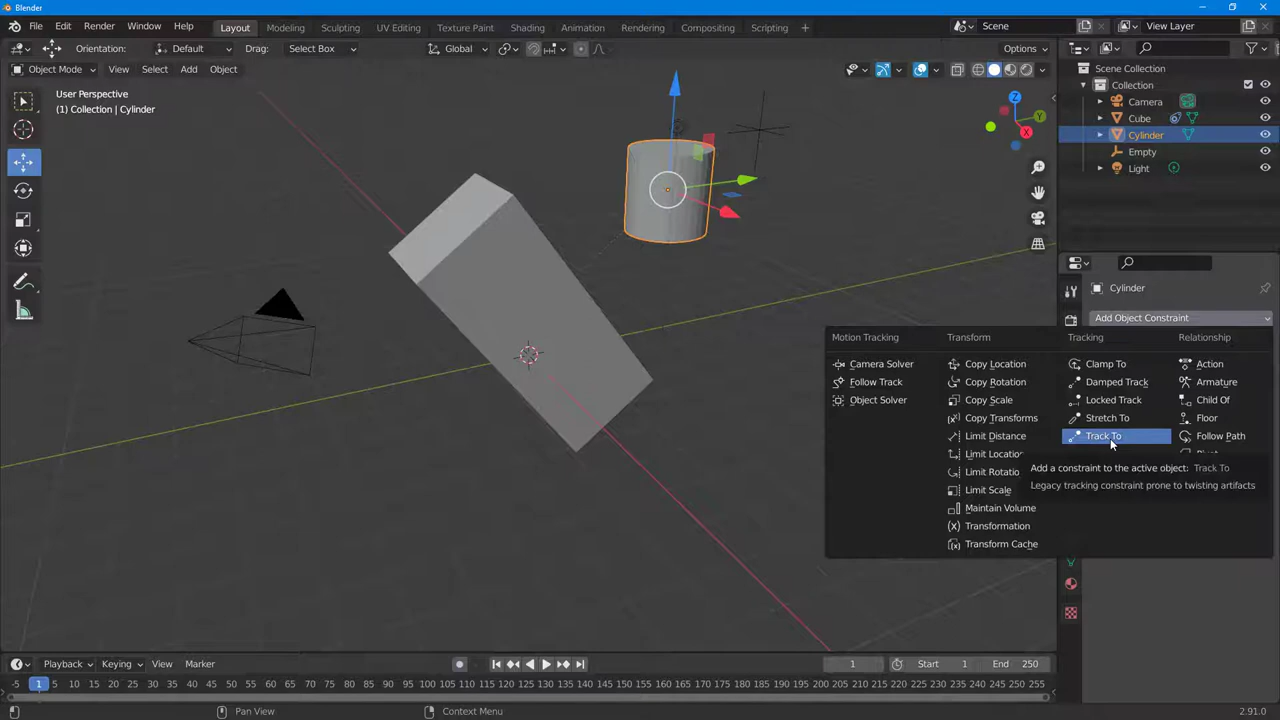 Blender
File Edit Render Window Help Layout Modeling Sculpting UV Editing Texture Paint Shading Animation Rendering Compositing Scripting + Scene View Layer
Orientation: Default Drag: Select Box Global Options
Object Mode View Select Add Object
User Perspective
(1) Collection | Cylinder
Z
Y
X
Scene Collection
Collection
Camera
Cube
Cylinder
Empty
Light
Cylinder
Add Object Constraint
Motion Tracking Transform Tracking Relationship
Camera Solver Copy Location Clamp To Action
Follow Track Copy Rotation Damped Track Armature
Object Solver Copy Scale Locked Track Child Of
Copy Transforms Stretch To Floor
Limit Distance Track To Follow Path
Limit Location
Limit Rotatio
Limit Scale
Maintain Volume
Transformation
Transform Cache
Add a constraint to the active object: Track To
Legacy tracking constraint prone to twisting artifacts
Playback Keying View Marker 1 Start 1 End 250
-5 1 5 10 15 20 25 30 35 40 45 50 55 60 65 70 75 80 85 90 95 100 105 110 115 120 125 130 135 140 145 150 155 160 165 170 175 180 185 190 195 200 205 210 215 220 225 230 235 240 245 250 255
Select Pan View Context Menu 2.91.0